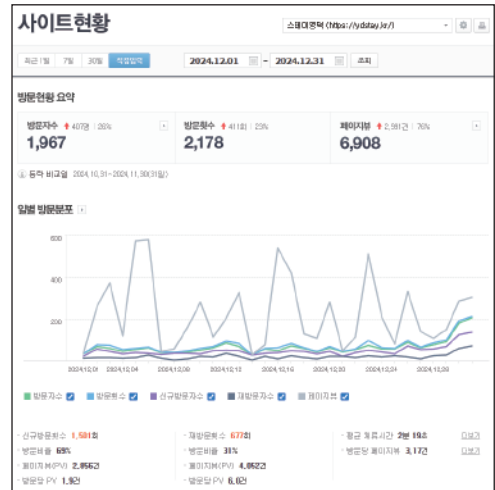 사이트현황
스테이영덕 (https://ydstay.kr/)
최근 1일 7일 30일 직접입력 2024.12.01 - 2024.12.31 조회
방문현황 요약
방문자수 407명 26% 방문횟수 411회 23% 페이지뷰 2,991건 76%
1,967 2,178 6,908
등락 비교일 2024.10.31~2024.11.30(31일)
일별 방문분포
600
400
200
2024.12.01 2024.12.04 2024.12.08 2024.12.12 2024.12.16 2024.12.20 2024.12.24 2024.12.28
방문자수 방문횟수 신규방문자수 재방문자수 페이지뷰
신규방문횟수 1,501회 재방문횟수 677회 평균 체류시간 2분 19초 더보기
방문비율 69% 방문비율 31% 방문당 페이지뷰 3.17건 더보기
페이지뷰(PV) 2,856건 페이지뷰(PV) 4,052건
방문당 PV 1.9건 방문당 PV 6.0건